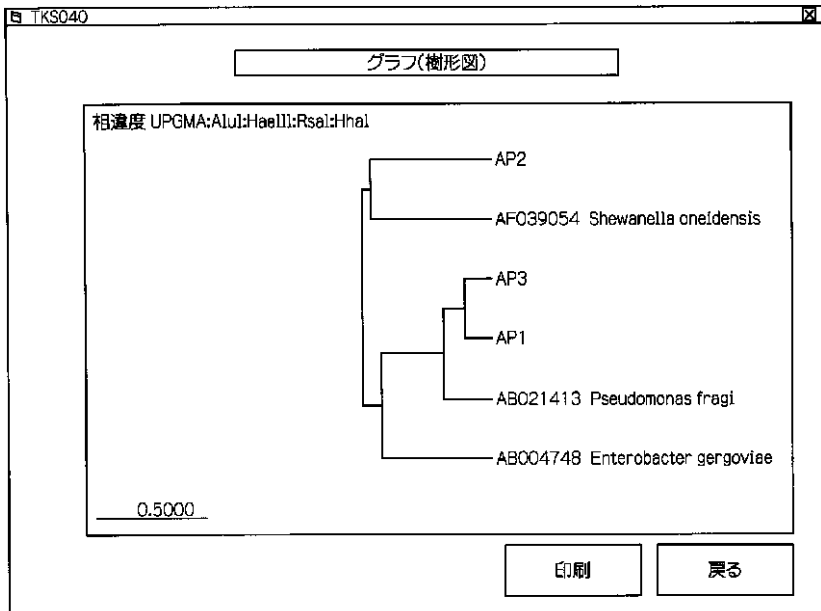 TKS040
グラフ(樹形図)
相違度 UPGMA:AluI:HaeIII:RsaI:HhaI
AP2
AF039054 Shewanella oneidensis
AP3
AP1
AB021413 Pseudomonas fragi
AB004748 Enterobacter gergoviae
0.5000
印刷
戻る